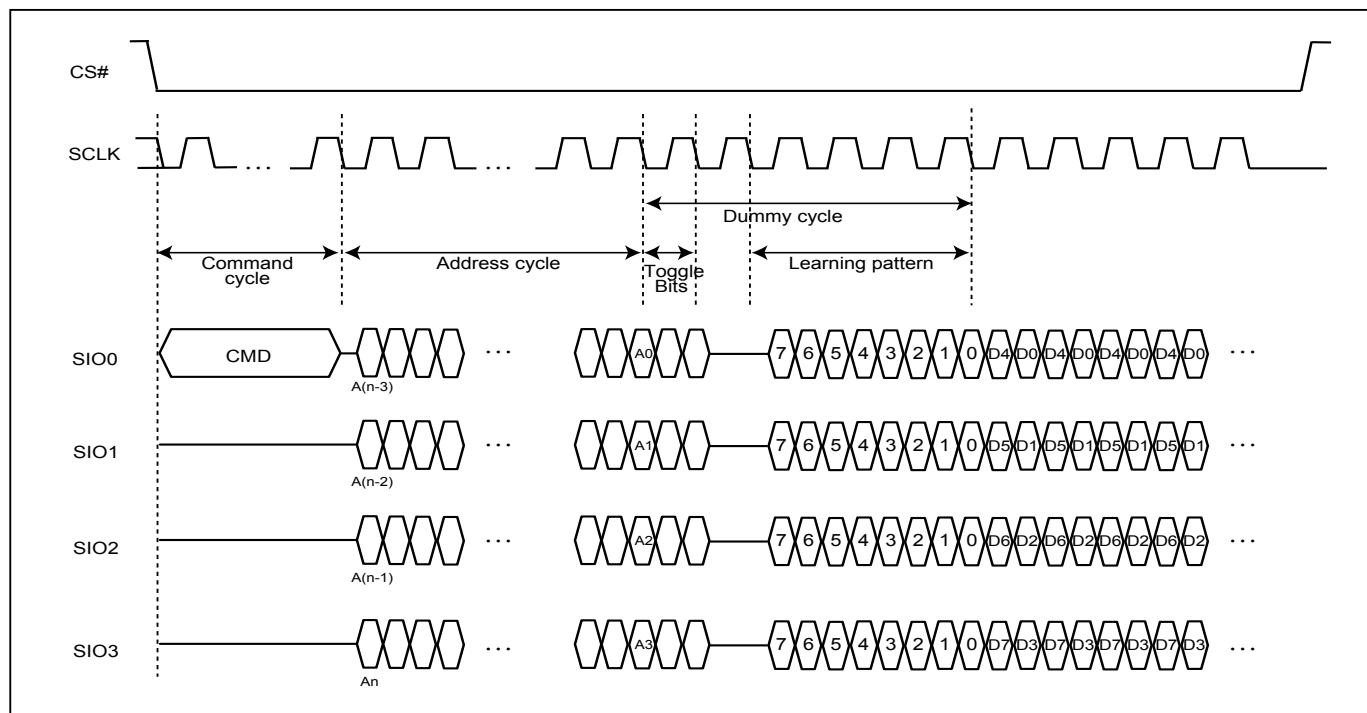 CS#
SCLK ... ...
Dummy cycle
Command
cycle
Address cycle
Toggle
Bits
Learning pattern
SIO0 CMD ... A0 7 6 5 4 3 2 1 0 D4 D0 D4 D0 D4 D0 D4 D0 ...
A(n-3)
SIO1 ... A1 7 6 5 4 3 2 1 0 D5 D1 D5 D1 D5 D1 D5 D1 ...
A(n-2)
SIO2 ... A2 7 6 5 4 3 2 1 0 D6 D2 D6 D2 D6 D2 D6 D2 ...
A(n-1)
SIO3 ... A3 7 6 5 4 3 2 1 0 D7 D3 D7 D3 D7 D3 D7 D3 ...
An